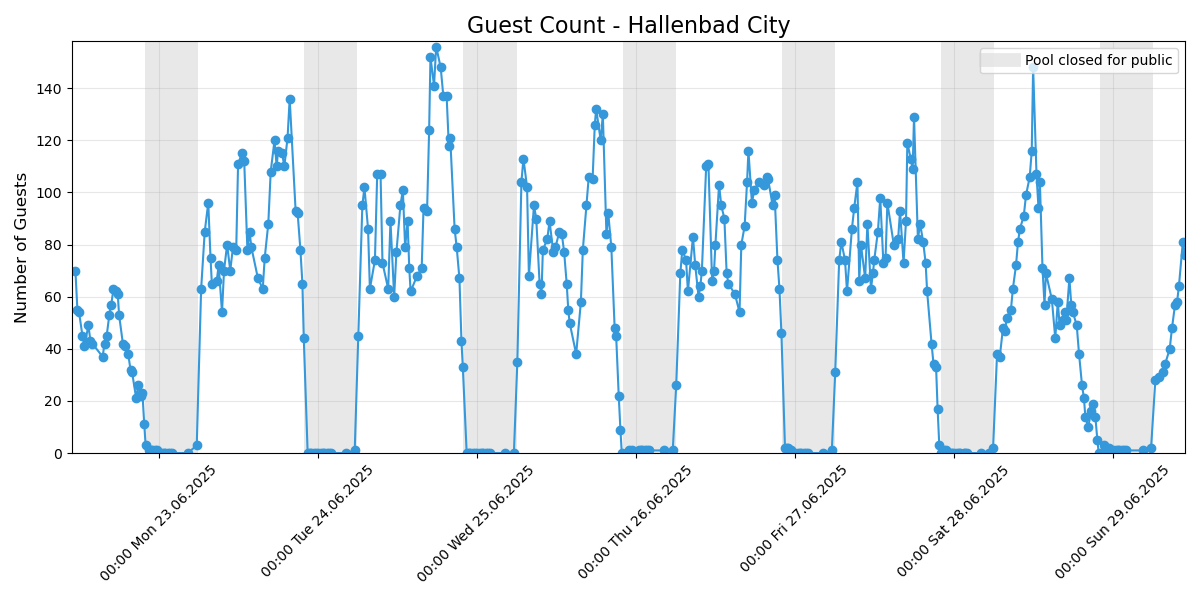 Guest Count - Hallenbad City
Pool closed for public
Number of Guests
140
120
100
80
60
40
20
0
00:00 Mon 23.06.2025
00:00 Tue 24.06.2025
00:00 Wed 25.06.2025
00:00 Thu 26.06.2025
00:00 Fri 27.06.2025
00:00 Sat 28.06.2025
00:00 Sun 29.06.2025